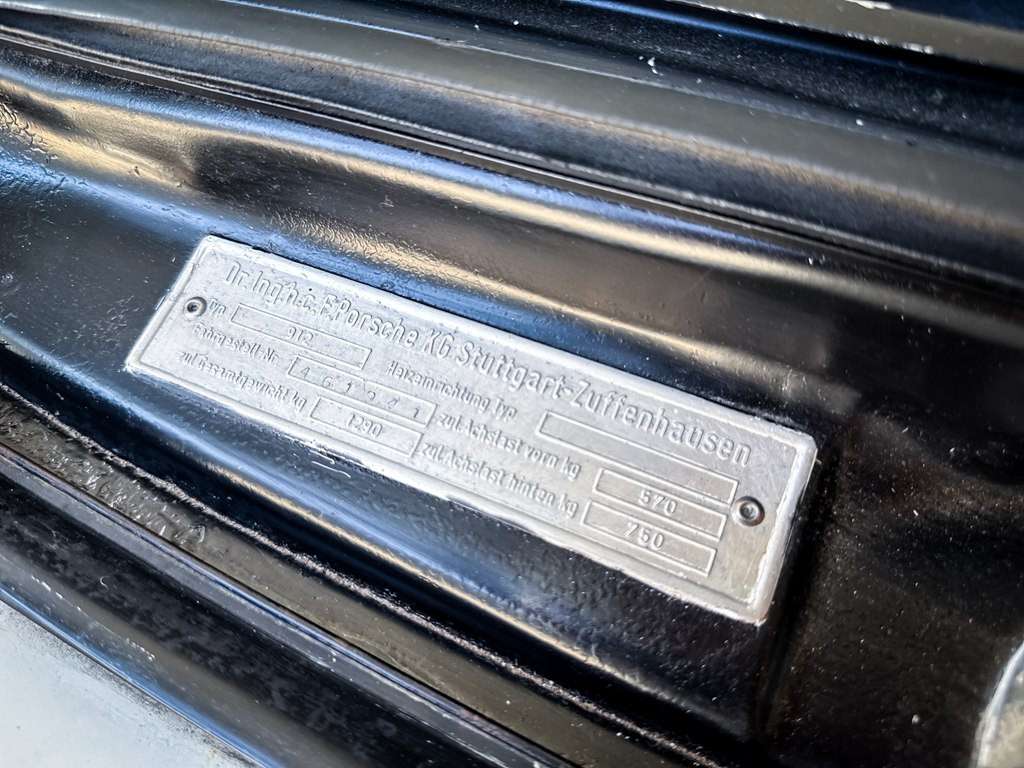 Dr. Ing. h. c. F. Porsche KG. Stuttgart-Zuffenhausen
Typ 912 Heizeinrichtung Typ
Fahrgestell-Nr. 461941 zul. Achslast vorn kg 570
zul. Gesamtgewicht kg 1290 zul. Achslast hinten kg 750